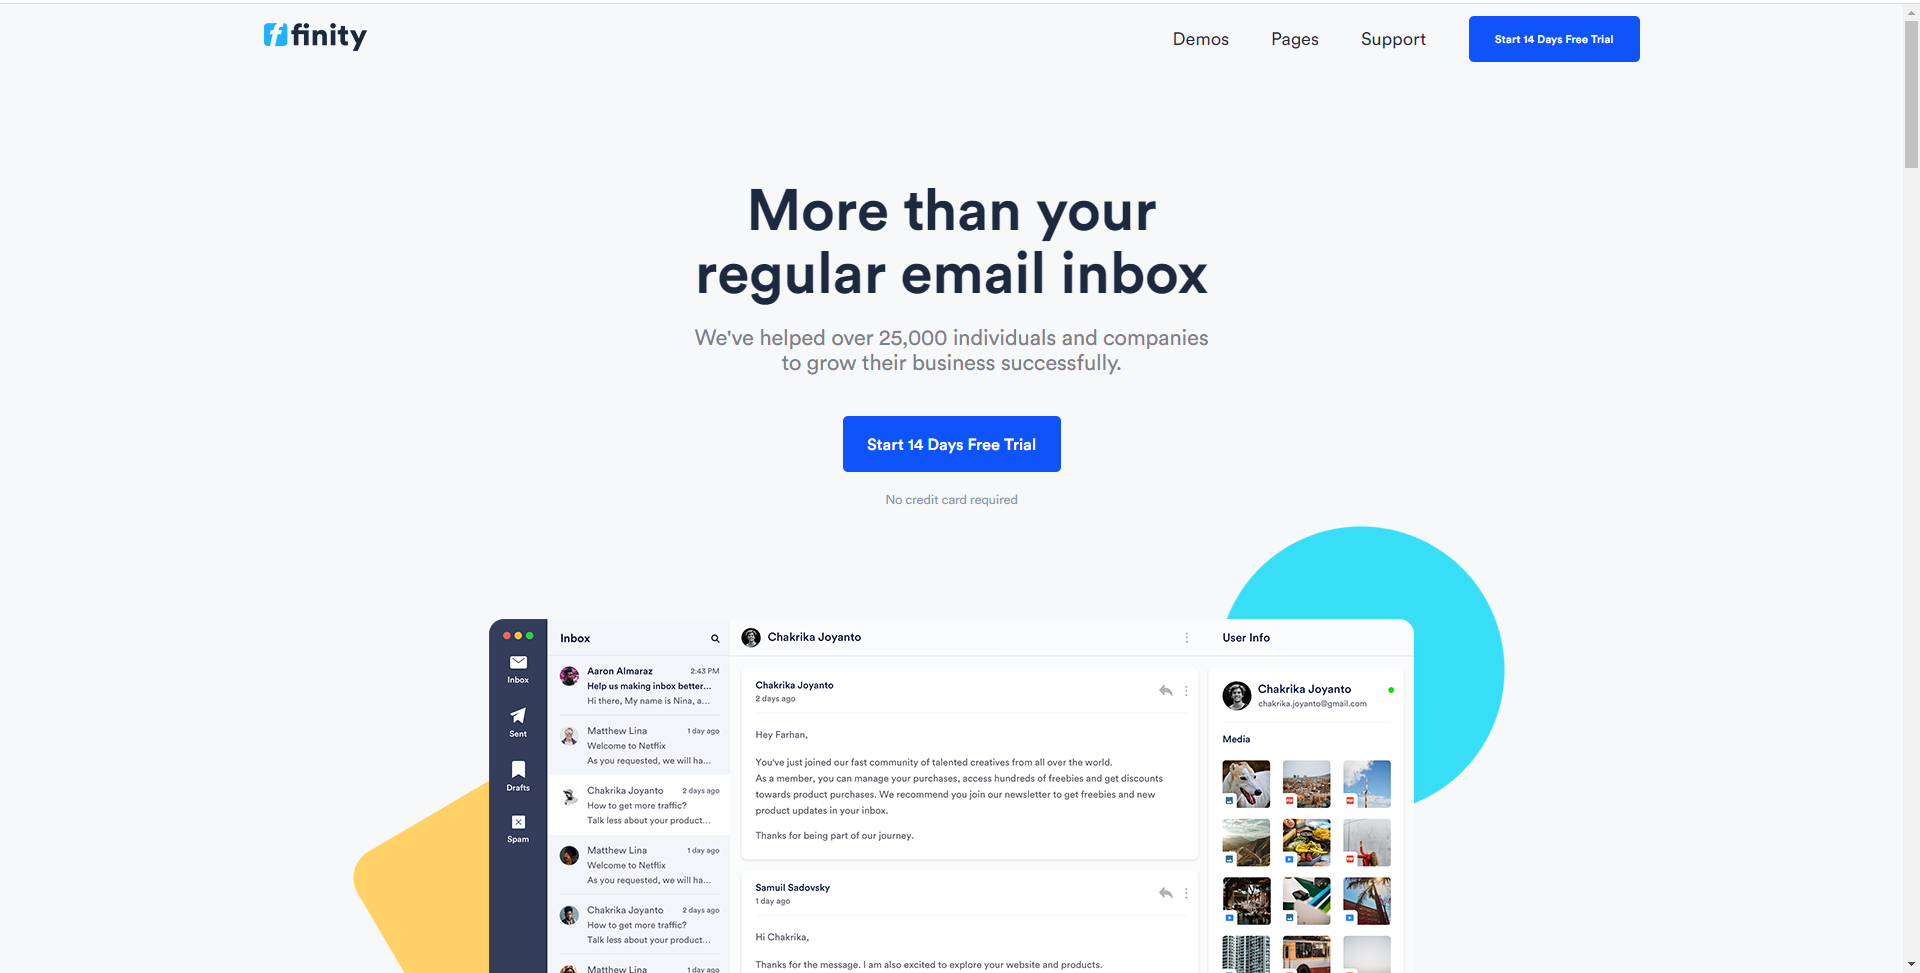 finity
Demos
Pages
Support
Start 14 Days Free Trial
More than your
regular email inbox
We've helped over 25,000 individuals and companies
to grow their business successfully.
Start 14 Days Free Trial
No credit card required
Inbox
Sent
Drafts
Spam
Inbox
Aaron Almaraz 2:43 PM
Help us making inbox better...
Hi there, My name is Nina, a...
Matthew Lina 1 day ago
Welcome to Netflix
As you requested, we will ha...
Chakrika Joyanto 2 days ago
How to get more traffic?
Talk less about your product...
Matthew Lina 1 day ago
Welcome to Netflix
As you requested, we will ha...
Chakrika Joyanto 2 days ago
How to get more traffic?
Talk less about your product...
Matthew Lina 1 day ago
Chakrika Joyanto
Chakrika Joyanto
2 days ago
Hey Farhan,
You've just joined our fast community of talented creatives from all over the world.
As a member, you can manage your purchases, access hundreds of freebies and get discounts
towards product purchases. We recommend you join our newsletter to get freebies and new
product updates in your inbox.
Thanks for being part of our journey.
Samuil Sadovsky
1 day ago
Hi Chakrika,
Thanks for the message. I am also excited to explore your website and products.
User Info
Chakrika Joyanto
chakrika.joyanto@gmail.com
Media